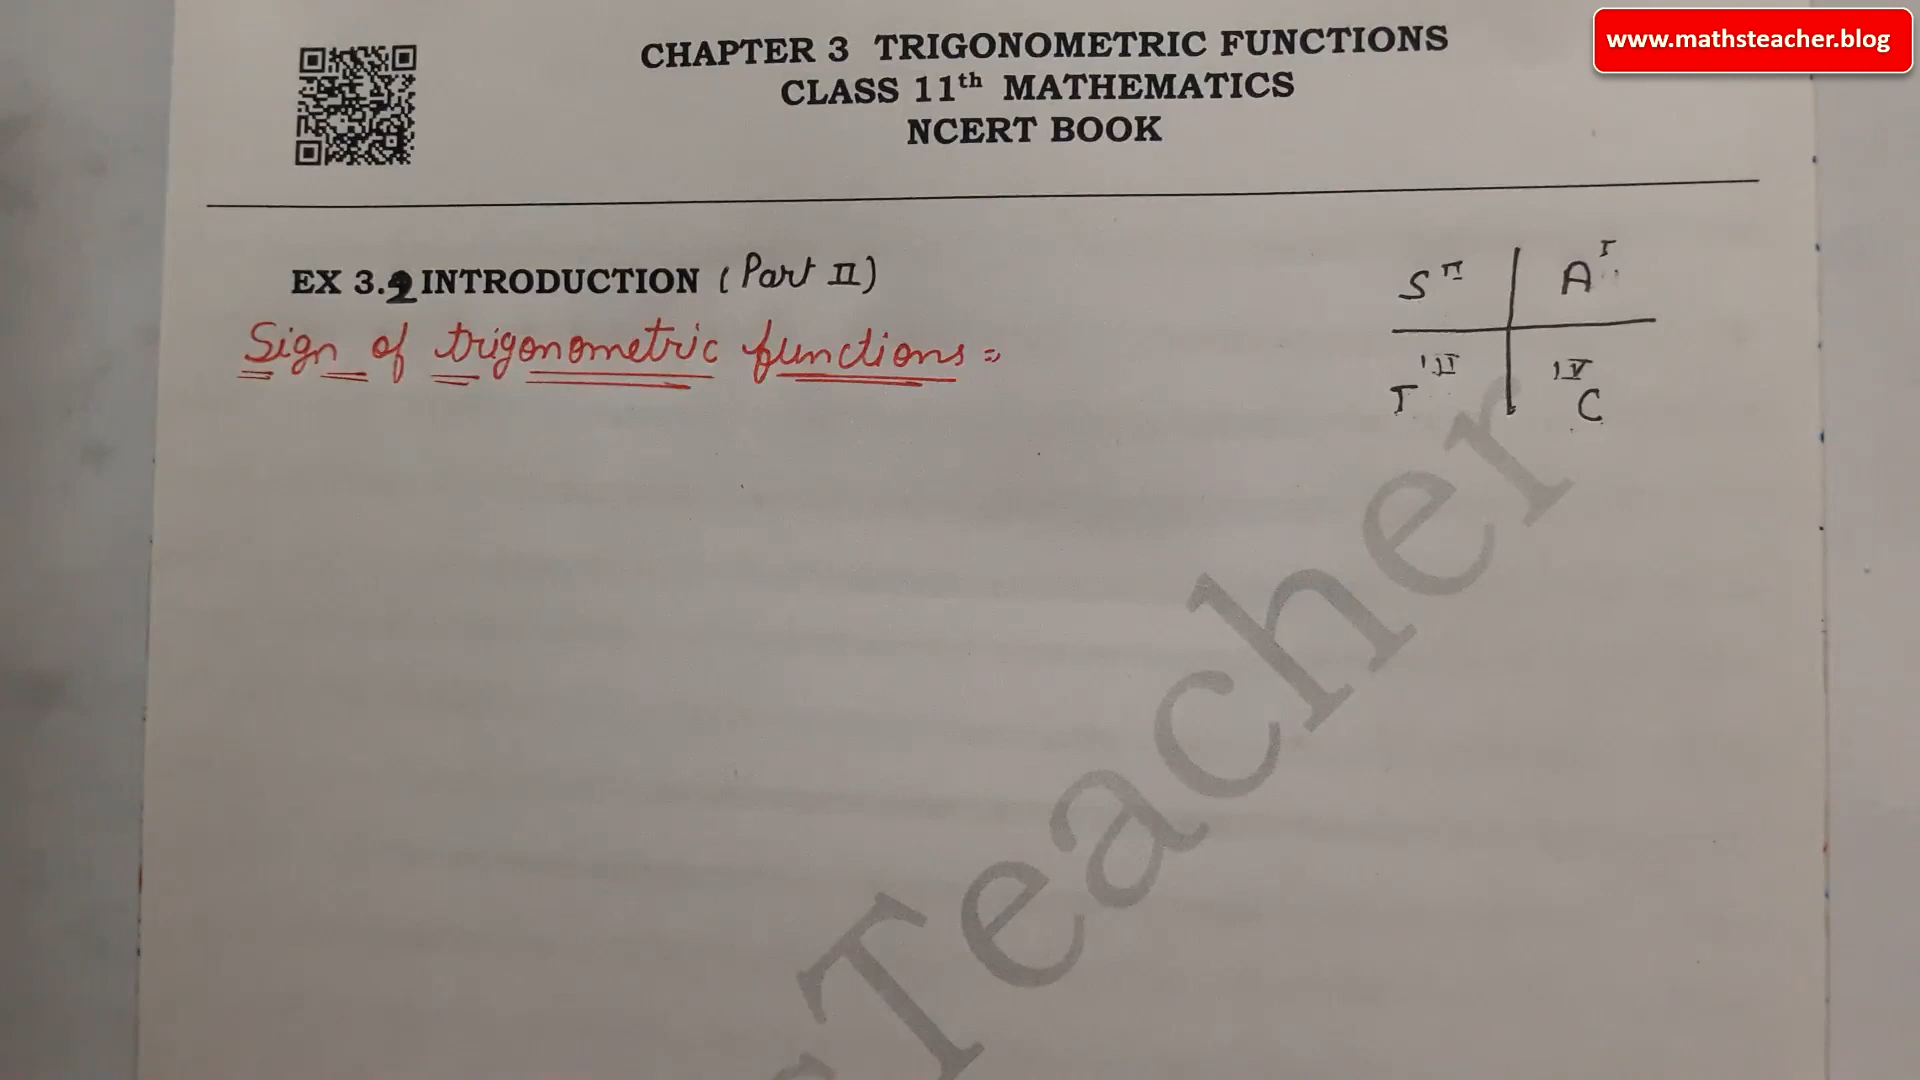 www.mathsteacher.blog
CHAPTER 3 TRIGONOMETRIC FUNCTIONS
CLASS 11th MATHEMATICS
NCERT BOOK
EX 3.2 INTRODUCTION (Part II)
Sign of trigonometric functions =
S II A I
T III IV C
sTeacher